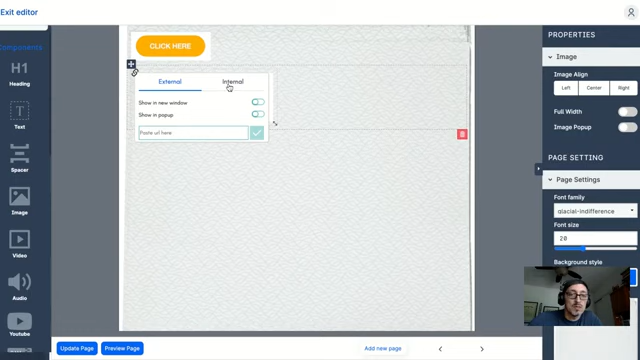 Exit editor
Components
H1
Heading
Text
Spacer
Image
Video
Audio
Youtube
CLICK HERE
External
Internal
Show in new window
Show in popup
Paste url here
Update Page
Preview Page
Add new page
PROPERTIES
Image
Image Align
Left
Center
Right
Full Width
Image Popup
PAGE SETTING
Page Settings
Font family
glacial-indifference
Font size
20
Background style